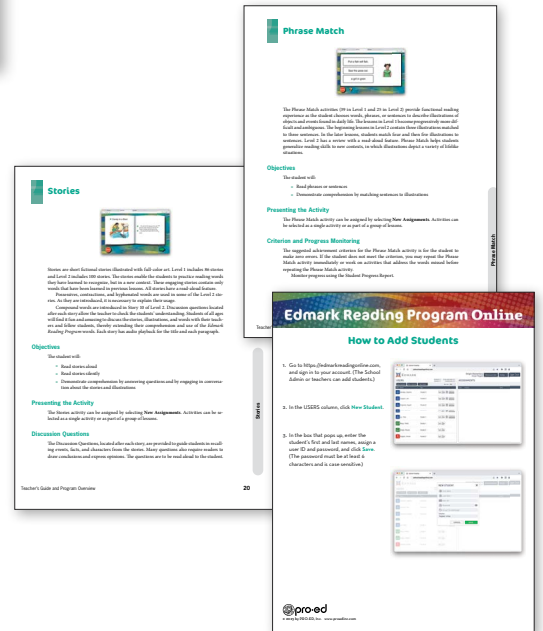 Phrase Match
The Phrase Match activities (59 in Level 1 and 25 in Level 2) provide functional reading
experience as the student chooses words, phrases, or sentences to describe illustrations of
objects and events found in daily life. The lessons in Level 1 become progressively more dif-
ficult and ambiguous. The beginning lessons in Level 2 contain three illustrations matched
to three sentences. In the later lessons, students match four and then five illustrations to
sentences. Level 2 has a review with a read-aloud feature. Phrase Match helps students
generalize reading skills to new contexts, in which illustrations depict a variety of lifelike
situations.
Objectives
The student will:
Read phrases or sentences
Demonstrate comprehension by matching sentences to illustrations
Presenting the Activity
The Phrase Match activity can be assigned by selecting New Assignments. Activities can
be selected as a single activity or as part of a group of lessons.
Criterion and Progress Monitoring
The suggested achievement criterion for the Phrase Match activity is for the student to
make zero errors. If the student does not meet the criterion, you may repeat the Phrase
Match activity immediately or work on activities that address the words missed before
repeating the Phrase Match activity.
Monitor progress using the Student Progress Report.
Phrase Match
Teacher
Stories
Stories are short fictional stories illustrated with full-color art. Level 1 includes 86 stories
and Level 2 includes 100 stories. The stories enable the students to practice reading words
they have learned to recognize, but in a new context. These engaging stories contain only
words that have been learned in previous lessons. All stories have a read-aloud feature.
Possessives, contractions, and hyphenated words are used in some of the Level 2 sto-
ries. As they are introduced, it is necessary to explain their usage.
Compound words are introduced in Story 10 of Level 2. Discussion questions located
after each story allow the teacher to check the students' understanding. Students of all ages
will find it fun and amusing to discuss the stories, illustrations, and words with their teach-
ers and fellow students, thereby extending their comprehension and use of the Edmark
Reading Program words. Each story has audio playback for the title and each paragraph.
Objectives
The student will:
Read stories aloud
Read stories silently
Demonstrate comprehension by answering questions and by engaging in conversa-
tion about the stories and illustrations
Presenting the Activity
The Stories activity can be assigned by selecting New Assignments. Activities can be se-
lected as a single activity or as part of a group of lessons.
Discussion Questions
The Discussion Questions, located after each story, are provided to guide students in recall-
ing events, facts, and characters from the stories. Many questions also require readers to
draw conclusions and express opinions. The questions are to be read aloud to the student.
Stories
Teacher's Guide and Program Overview
20
Edmark Reading Program Online
How to Add Students
1. Go to https://edmarkreadingonline.com,
and sign in to your account. (The School
Admin or teachers can add students.)
2. In the USERS column, click New Student.
3. In the box that pops up, enter the
student's first and last names, assign a
user ID and password, and click Save.
(The password must be at least 6
characters and is case sensitive.)
pro-ed
by PRO-ED, Inc. www.proedinc.com